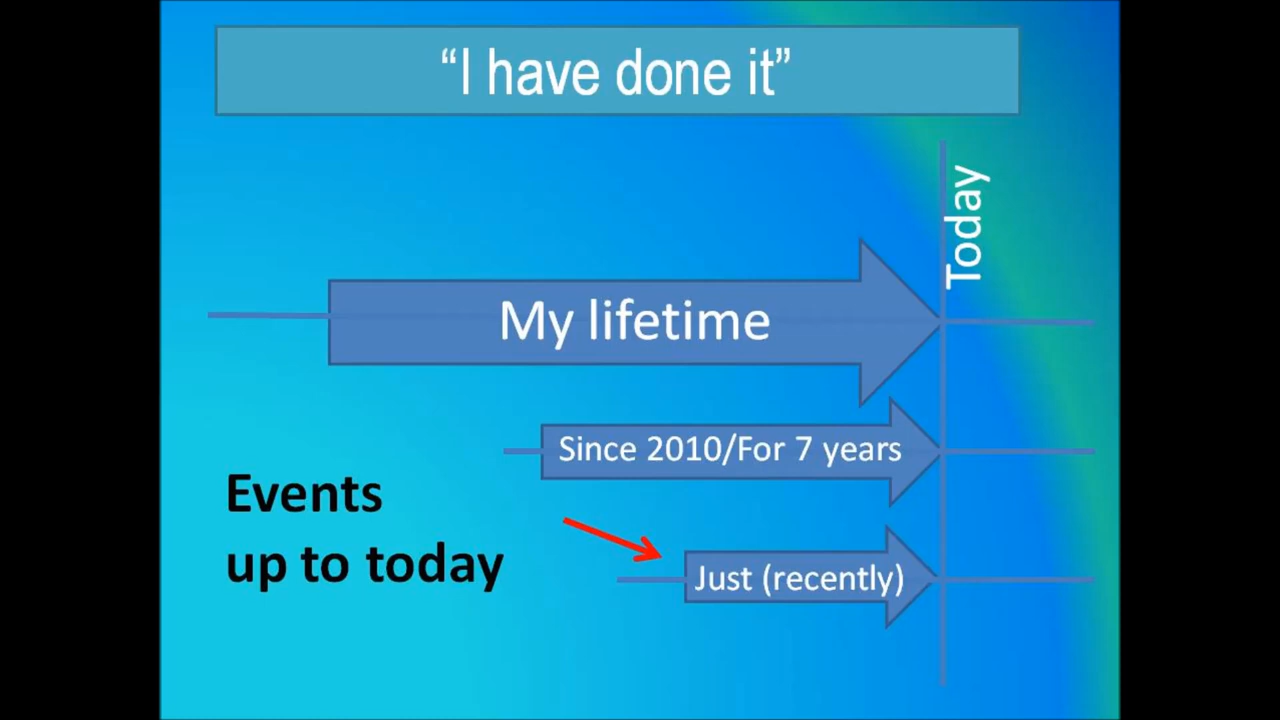 “I have done it”
Today
My lifetime
Since 2010/For 7 years
Events
up to today
Just (recently)